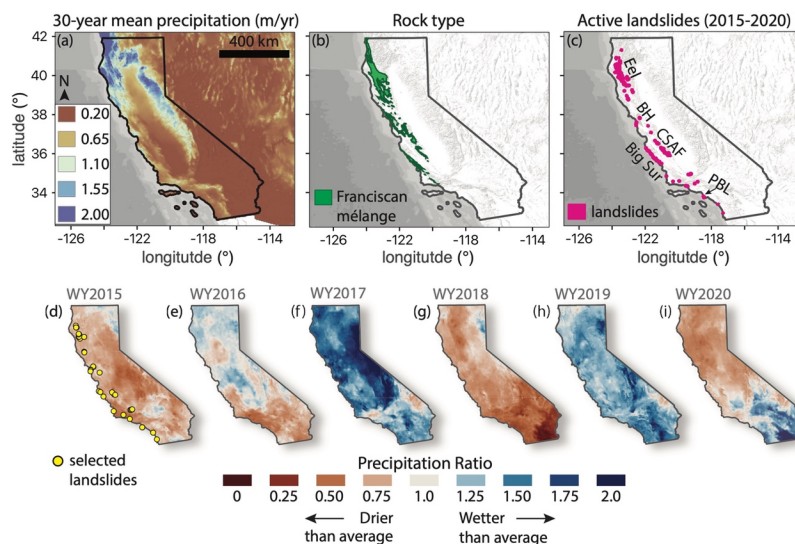 30-year mean precipitation (m/yr)
Rock type
Active landslides (2015-2020)
42
40
38
36
34
latitude (°)
(a)
400 km
N
0.20
0.65
1.10
1.55
2.00
-126
-122
-118
-114
longitutde (°)
(b)
Franciscan
mélange
-126
-122
-118
-114
longitutde (°)
(c)
Eel
BH
CSAF
Big Sur
PBL
landslides
-126
-122
-118
-114
longitutde (°)
WY2015
WY2016
WY2017
WY2018
WY2019
WY2020
(d)
(e)
(f)
(g)
(h)
(i)
selected
landslides
Precipitation Ratio
0
0.25
0.50
0.75
1.0
1.25
1.50
1.75
2.0
Drier
than average
Wetter
than average